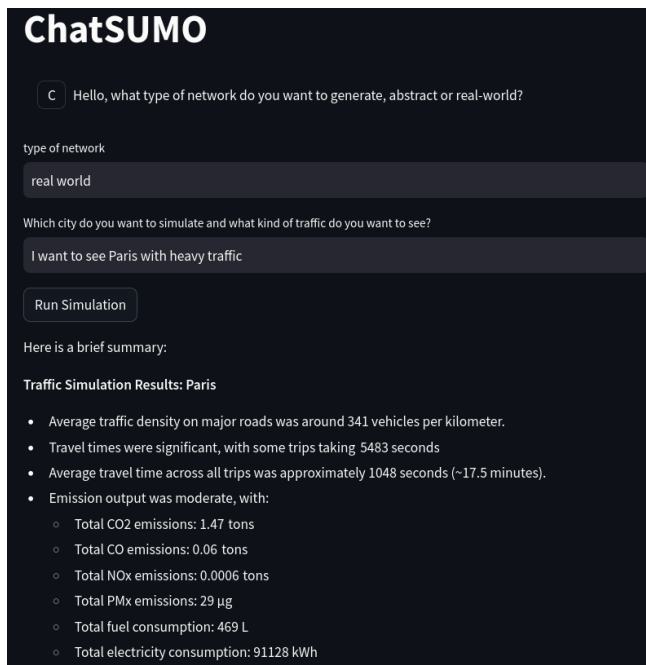 ChatSUMO
C Hello, what type of network do you want to generate, abstract or real-world?
type of network
real world
Which city do you want to simulate and what kind of traffic do you want to see?
I want to see Paris with heavy traffic
Run Simulation
Here is a brief summary:
Traffic Simulation Results: Paris
• Average traffic density on major roads was around 341 vehicles per kilometer.
• Travel times were significant, with some trips taking 5483 seconds
• Average travel time across all trips was approximately 1048 seconds (~17.5 minutes).
• Emission output was moderate, with:
◦ Total CO2 emissions: 1.47 tons
◦ Total CO emissions: 0.06 tons
◦ Total NOx emissions: 0.0006 tons
◦ Total PMx emissions: 29 µg
◦ Total fuel consumption: 469 L
◦ Total electricity consumption: 91128 kWh